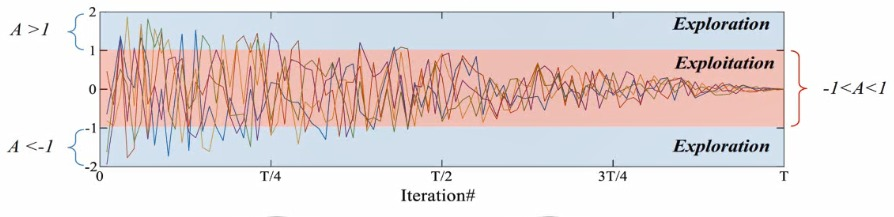 2
A >1
Exploration
1
Exploitation
0
-1<A<1
-1
A <-1
Exploration
-2
0 T/4 T/2 3T/4 T
Iteration#